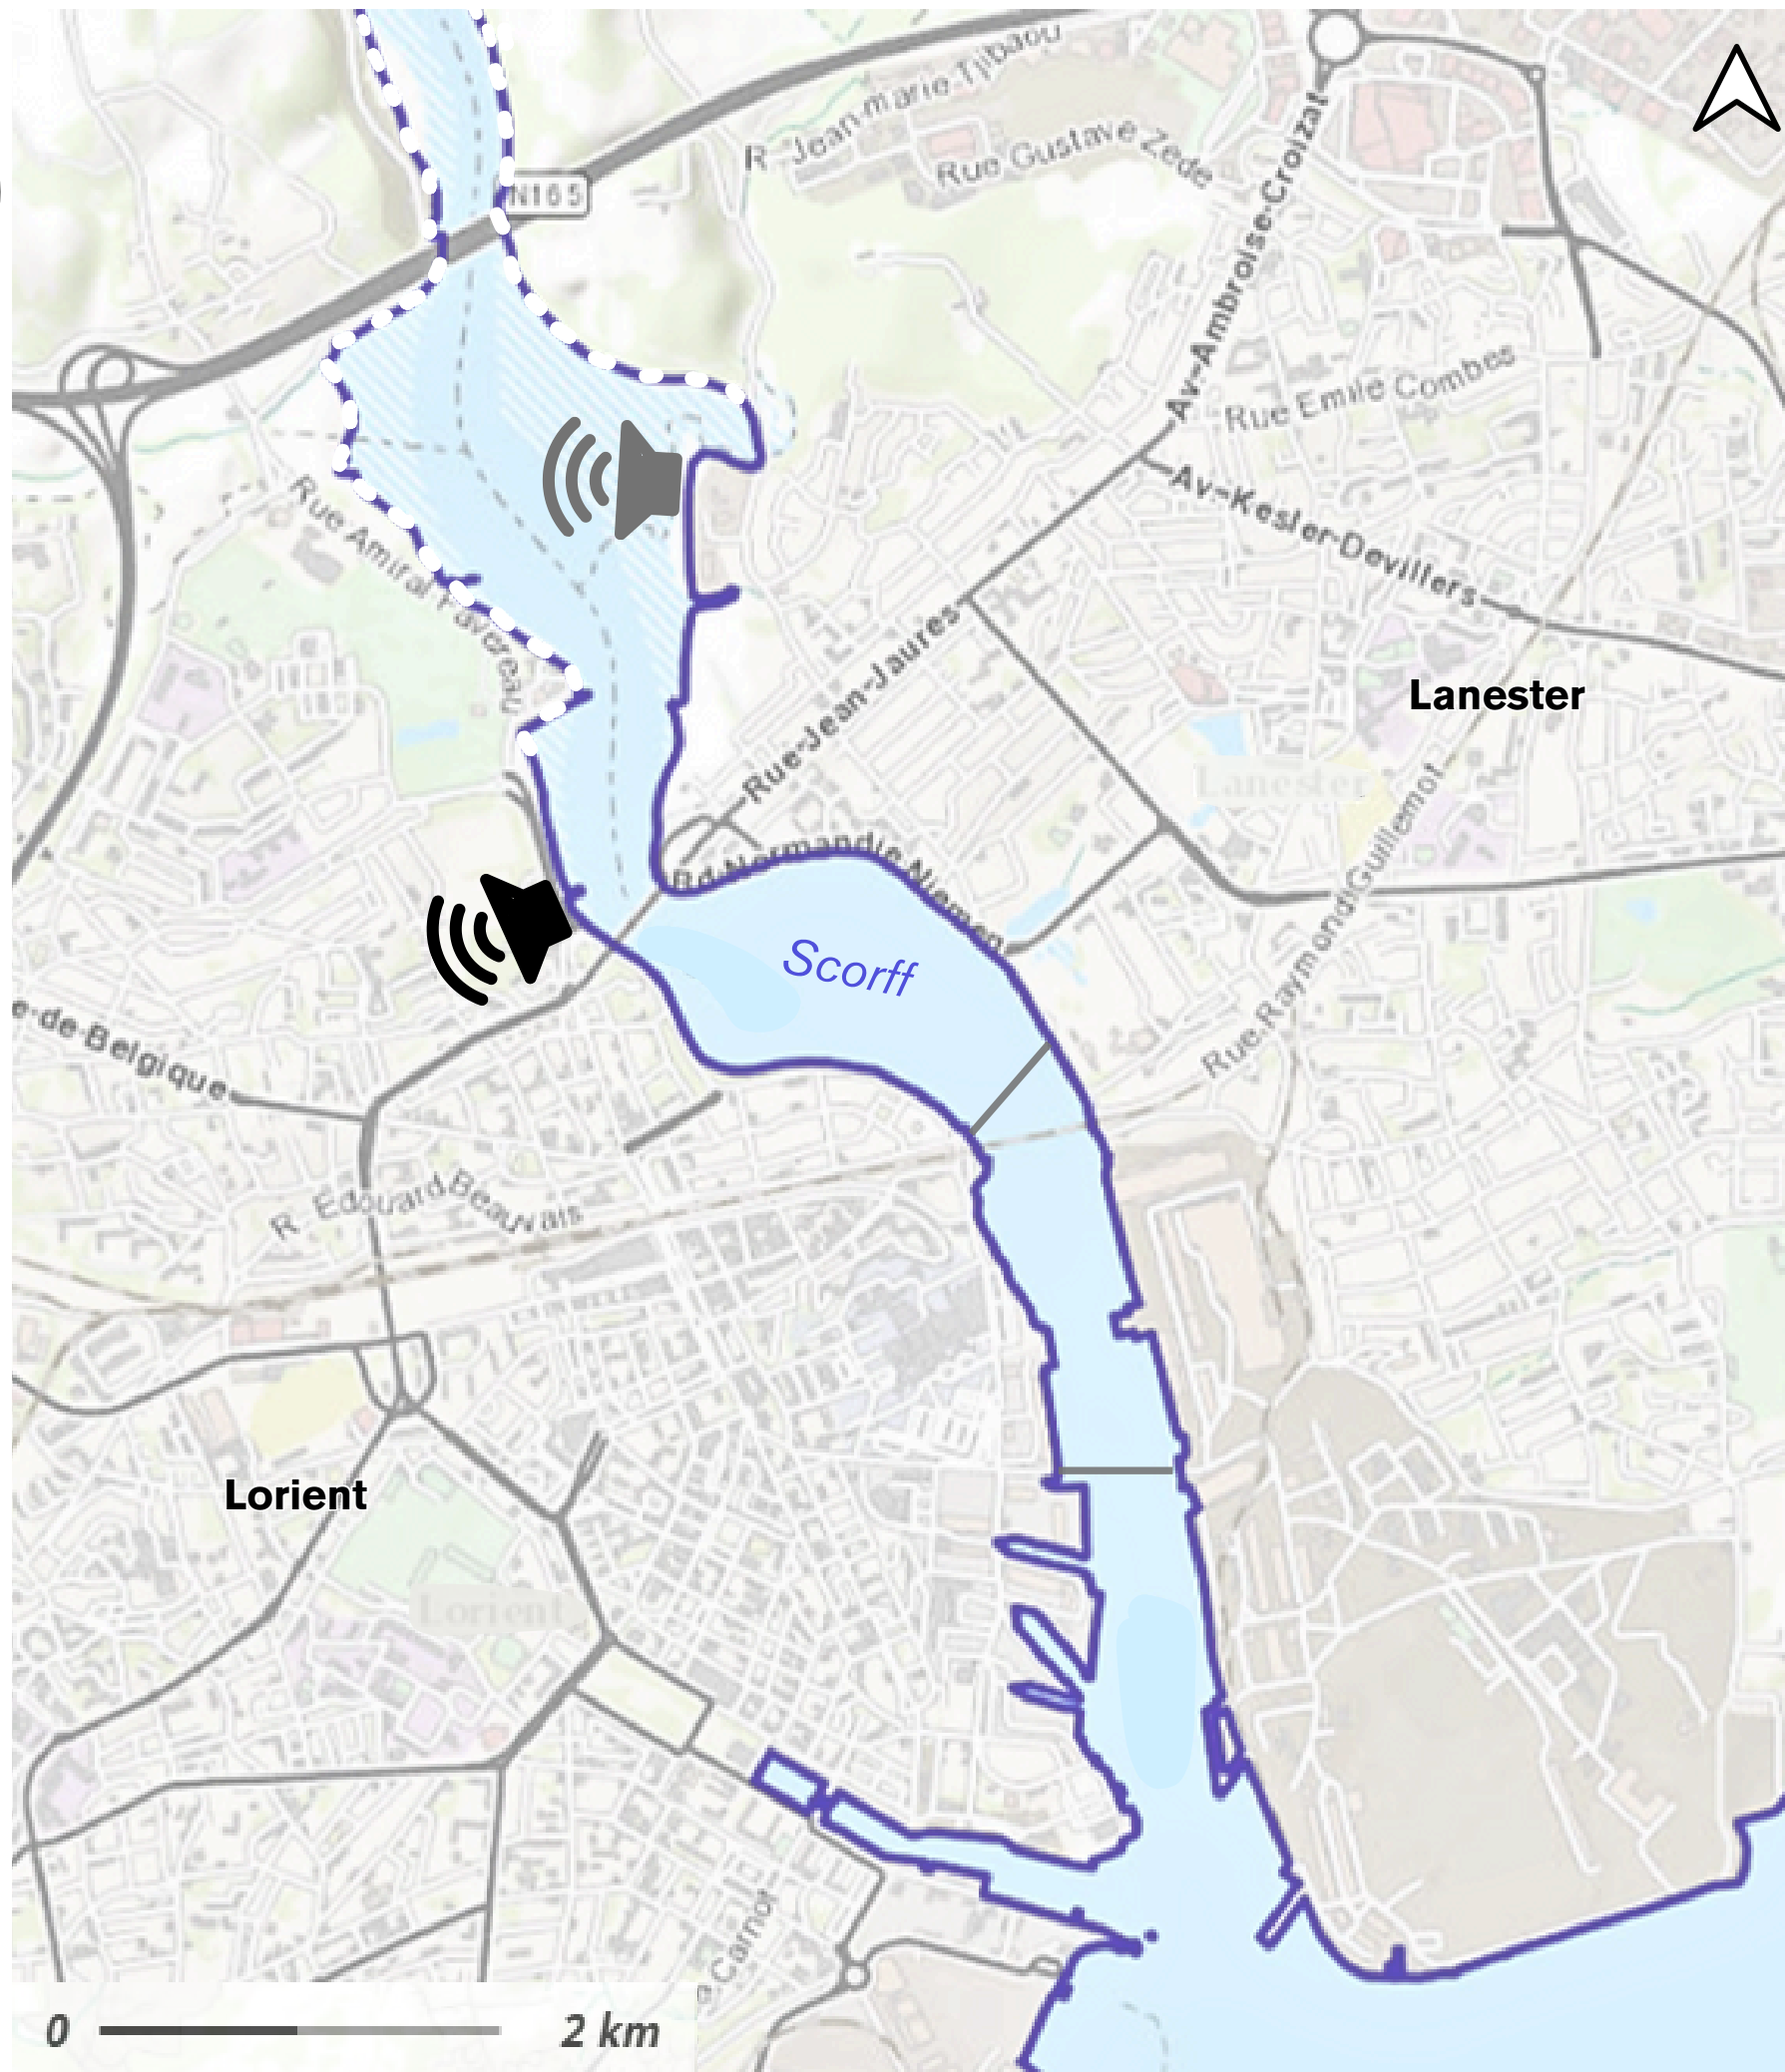 R Jean-marie-Tjibaou
N165
Rue Gustave Zede
Av-Ambroise-Croizat
Rue Emile Combes
Av-Kesler-Devillers
Rue Amiral Favereau
Rue-Jean-Jaures
Lanester
Lanester
Bd-Normandie-Niemen
Scorff
Rue-Raymond-Guillemot
e-de-Belgique
R Edouard Beauvais
Lorient
Lorient
e Carnot
0 2 km